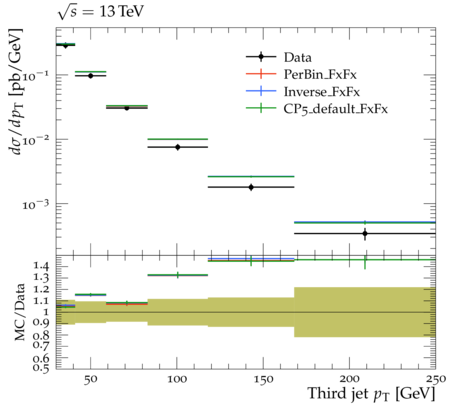 √s = 13 TeV
dσ/dpT [pb/GeV]
10⁻¹
10⁻²
10⁻³
Data
PerBin_FxFx
Inverse_FxFx
CP5_default_FxFx
MC/Data
1.4
1.3
1.2
1.1
1
0.9
0.8
0.7
0.6
0.5
50 100 150 200 250
Third jet pT [GeV]